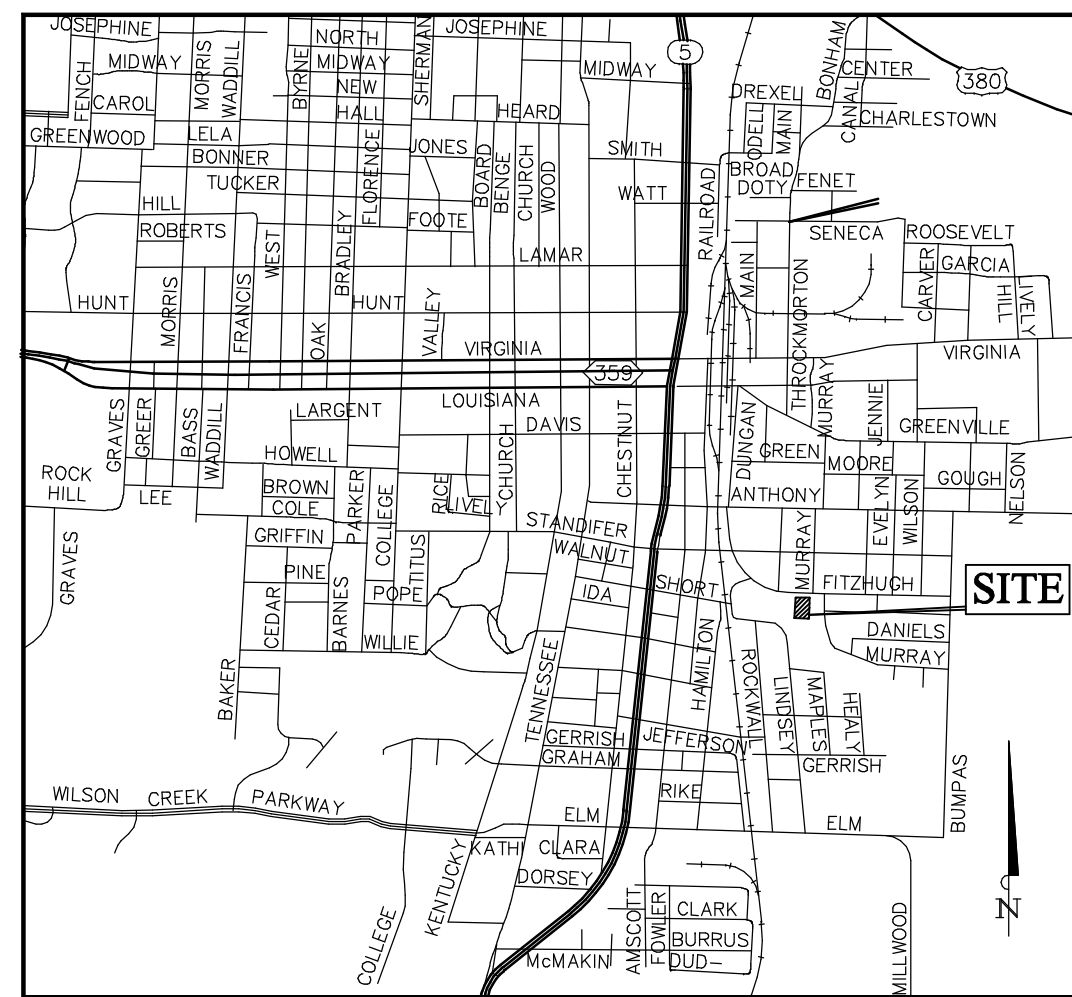 JOSEPHINE
NORTH
SHERMAN
JOSEPHINE
5
BONHAM
MIDWAY
MORRIS
WADDILL
BYRNE
MIDWAY
MIDWAY
CENTER
380
FENCH
NEW
DREXELL
CANAL
CAROL
HALL
HEARD
ODELL
MAIN
CHARLESTOWN
GREENWOOD
LELA
FLORENCE
JONES
BOARD
BENGE
CHURCH
WOOD
SMITH
BONNER
BROAD
TUCKER
WATT
RAILROAD
DOTY
FENET
HILL
FOOTE
ROBERTS
WEST
BRADLEY
SENECA
ROOSEVELT
LAMAR
MAIN
THROCKMORTON
CARVER
GARCIA
HUNT
MORRIS
FRANCIS
OAK
HUNT
VALLEY
HILL
LIVELY
VIRGINIA
VIRGINIA
359
MURRAY
GRAVES
GREER
BASS
WADDILL
LARGENT
LOUISIANA
CHESTNUT
JENNIE
DAVIS
DUNGAN
GREENVILLE
HOWELL
CHURCH
GREEN
ROCK
HILL
LEE
BROWN
PARKER
COLLEGE
RICE
MOORE
GOUGH
NELSON
COLE
LIVELY
ANTHONY
EVELYN
WILSON
GRIFFIN
STANDIFER
MURRAY
GRAVES
PINE
TITUS
WALNUT
SHORT
FITZHUGH
SITE
CEDAR
BARNES
POPE
IDA
WILLIE
HAMILTON
DANIELS
MURRAY
BAKER
TENNESSEE
ROCKWALL
LINDSEY
MAPLES
HEALY
GERRISH
JEFFERSON
GRAHAM
GERRISH
BUMPAS
WILSON CREEK PARKWAY
RIKE
ELM
ELM
KATHI
CLARA
DORSEY
KENTUCKY
COLLEGE
AMSCOTT
FOWLER
CLARK
MILLWOOD
N
BURRUS
McMAKIN
DUD-